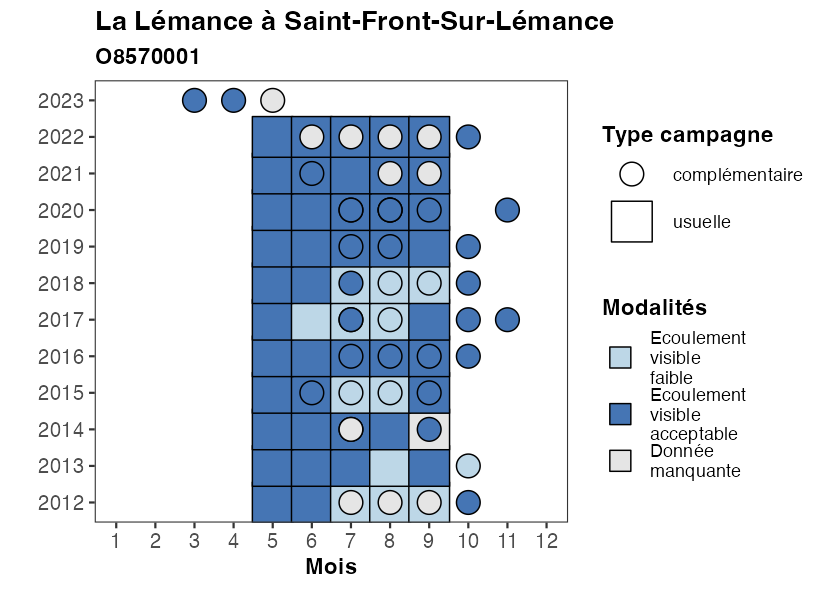 La Lémance à Saint-Front-Sur-Lémance
O8570001
2023
2022
2021
2020
2019
2018
2017
2016
2015
2014
2013
2012
1 2 3 4 5 6 7 8 9 10 11 12
Mois
Type campagne
complémentaire
usuelle
Modalités
Ecoulement
visible
faible
Ecoulement
visible
acceptable
Donnée
manquante